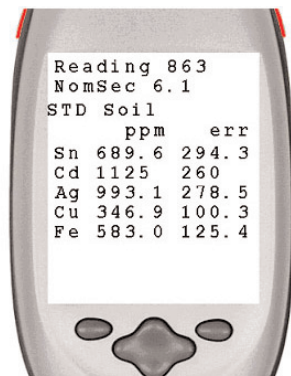 Reading 863
NomSec 6.1
STD Soil
ppm err
Sn 689.6 294.3
Cd 1125 260
Ag 993.1 278.5
Cu 346.9 100.3
Fe 583.0 125.4